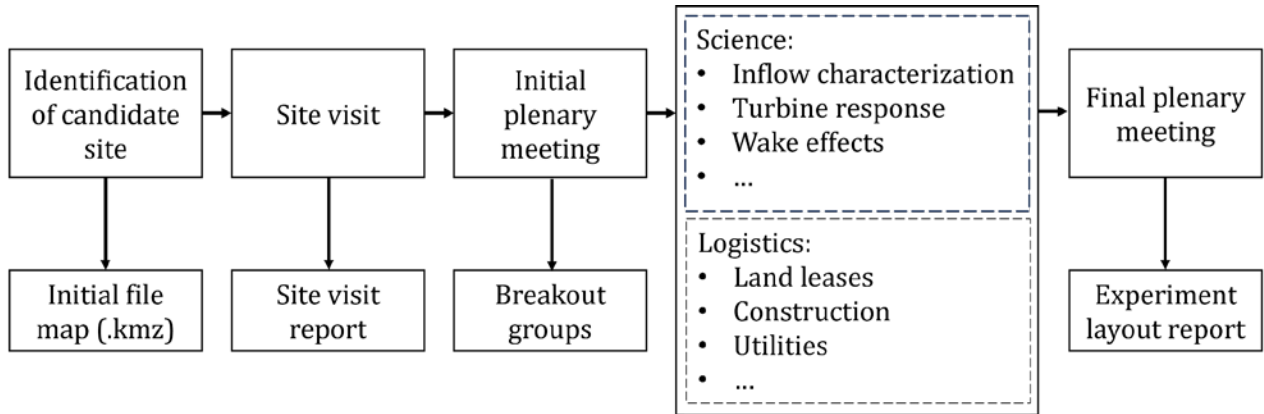 Identification
of candidate
site
Site visit
Initial
plenary
meeting
Science:
• Inflow characterization
• Turbine response
• Wake effects
• ...
Final plenary
meeting
Initial file
map (.kmz)
Site visit
report
Breakout
groups
Logistics:
• Land leases
• Construction
• Utilities
• ...
Experiment
layout report